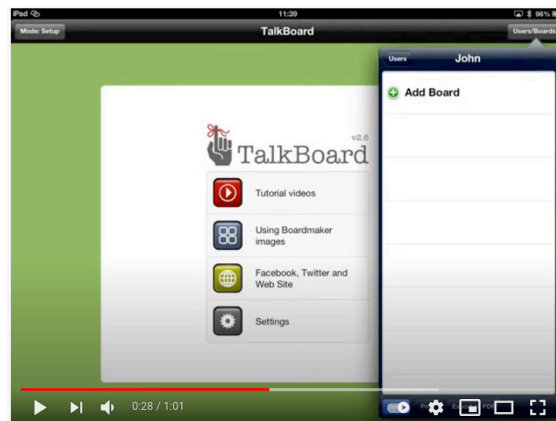 iPad
11:39
96%
Mode: Setup
TalkBoard
Users/Boards
Users
John
Add Board
v2.6
TalkBoard
Tutorial videos
Using Boardmaker
images
Facebook, Twitter and
Web Site
Settings
0:28 / 1:01
PDF